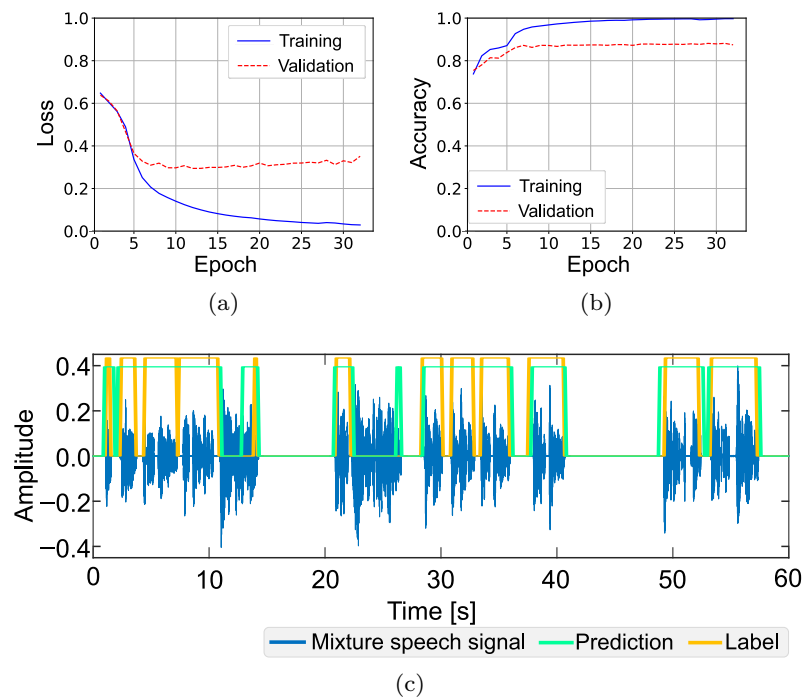 Loss
1.0
0.8
0.6
0.4
0.2
0.0
Training
Validation
0 5 10 15 20 25 30
Epoch
(a)
Accuracy
1.0
0.8
0.6
0.4
0.2
0.0
Training
Validation
0 5 10 15 20 25 30
Epoch
(b)
Amplitude
0.4
0.2
0.0
−0.2
−0.4
0 10 20 30 40 50 60
Time [s]
Mixture speech signal Prediction Label
(c)